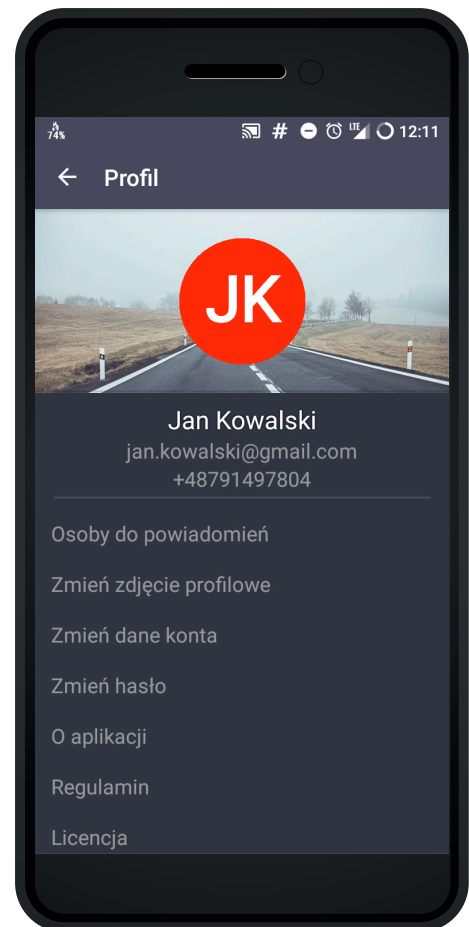 74%
# LTE 12:11
Profil
JK
Jan Kowalski
jan.kowalski@gmail.com
+48791497804
Osoby do powiadomień
Zmień zdjęcie profilowe
Zmień dane konta
Zmień hasło
O aplikacji
Regulamin
Licencja